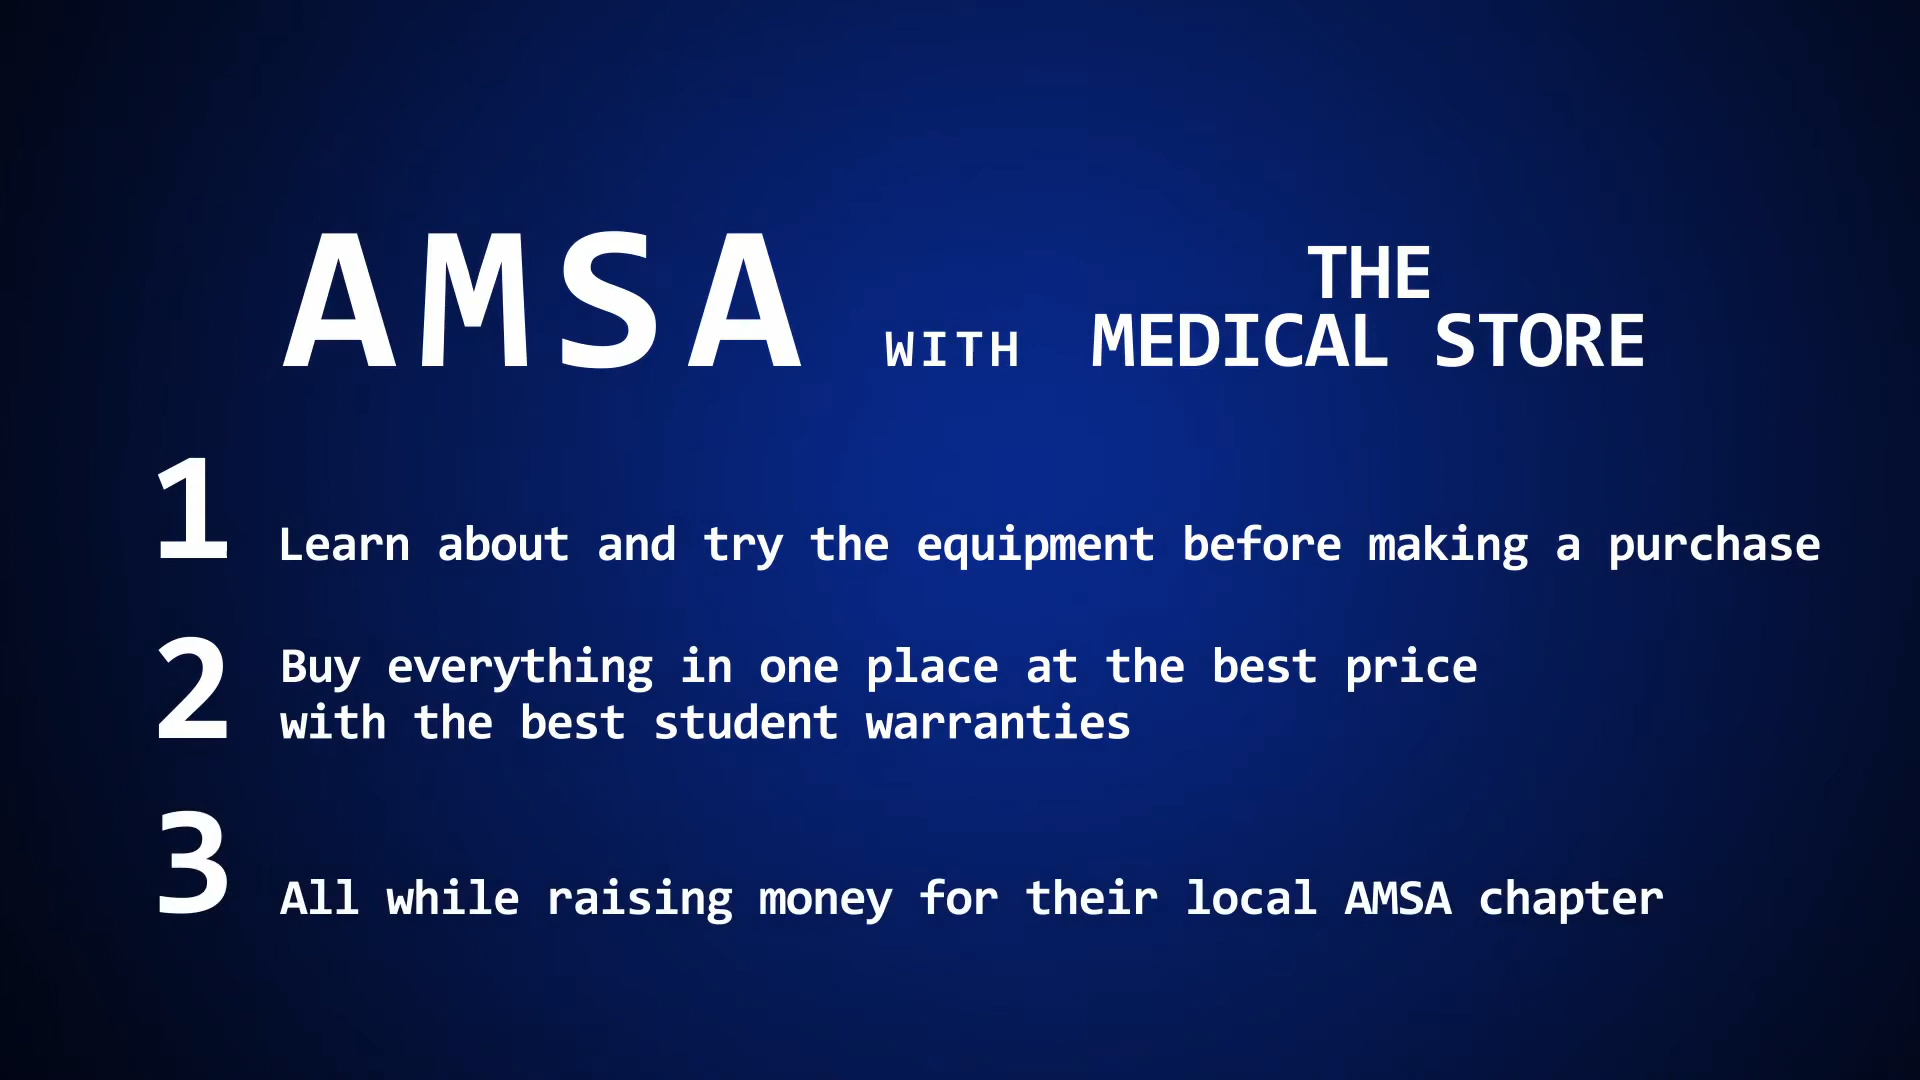 AMSA WITH THE MEDICAL STORE
1 Learn about and try the equipment before making a purchase
2 Buy everything in one place at the best price
with the best student warranties
3 All while raising money for their local AMSA chapter